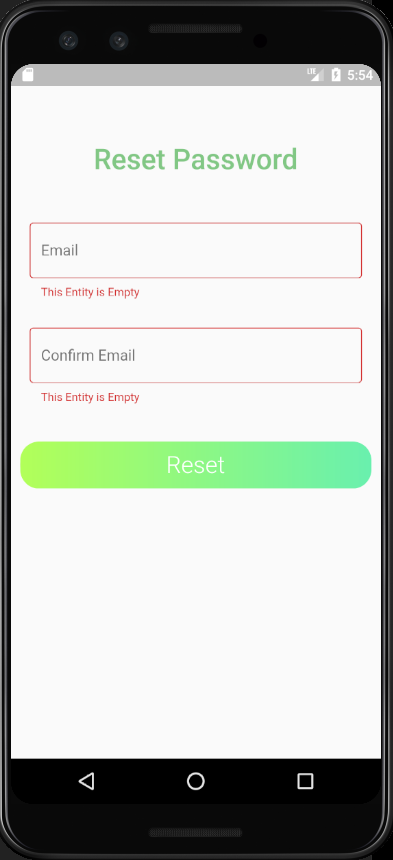 LTE 5:54
Reset Password
Email
This Entity is Empty
Confirm Email
This Entity is Empty
Reset